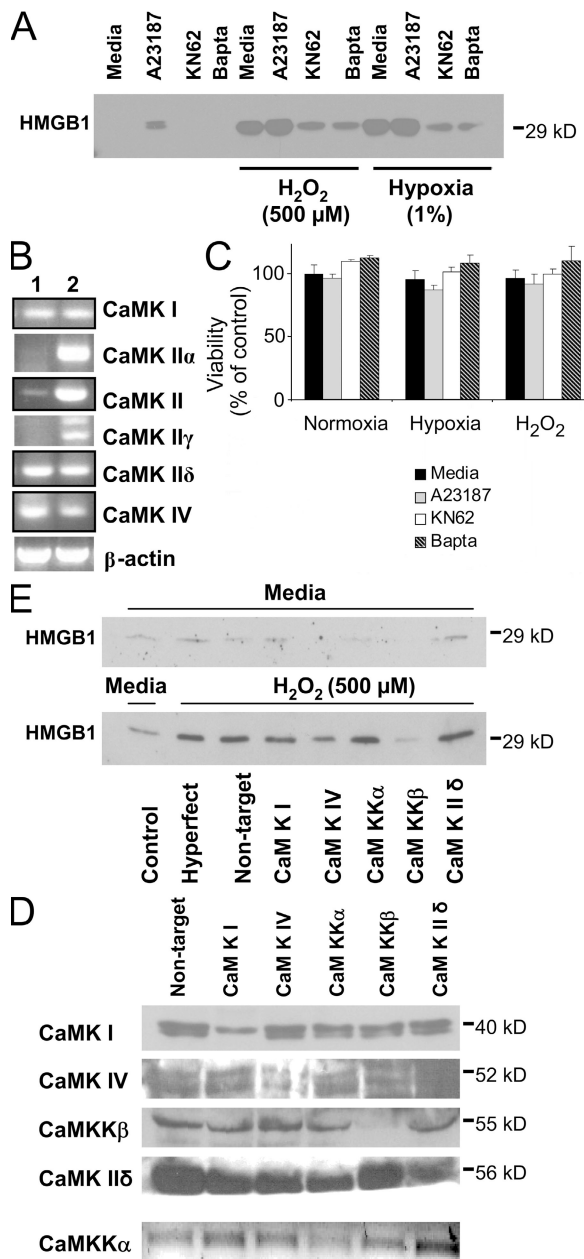 A
Media A23187 KN62 Bapta Media A23187 KN62 Bapta Media A23187 KN62 Bapta
HMGB1 29 kD
H2O2 (500 µM)
Hypoxia (1%)
B
1 2
CaMK I
CaMK IIα
CaMK II
CaMK IIγ
CaMK IIδ
CaMK IV
β-actin
C
Viability (% of control)
100
50
0
Normoxia Hypoxia H2O2
Media
A23187
KN62
Bapta
E
Media
HMGB1 29 kD
Media H2O2 (500 µM)
HMGB1 29 kD
Control Hyperfect Non-target CaM K I CaM K IV CaM KKα CaM KKβ CaM K II δ
D
Non-target CaM K I CaM K IV CaM KKα CaM KKβ CaM K II δ
CaMK I 40 kD
CaMK IV 52 kD
CaMKKβ 55 kD
CaMK IIδ 56 kD
CaMKKα